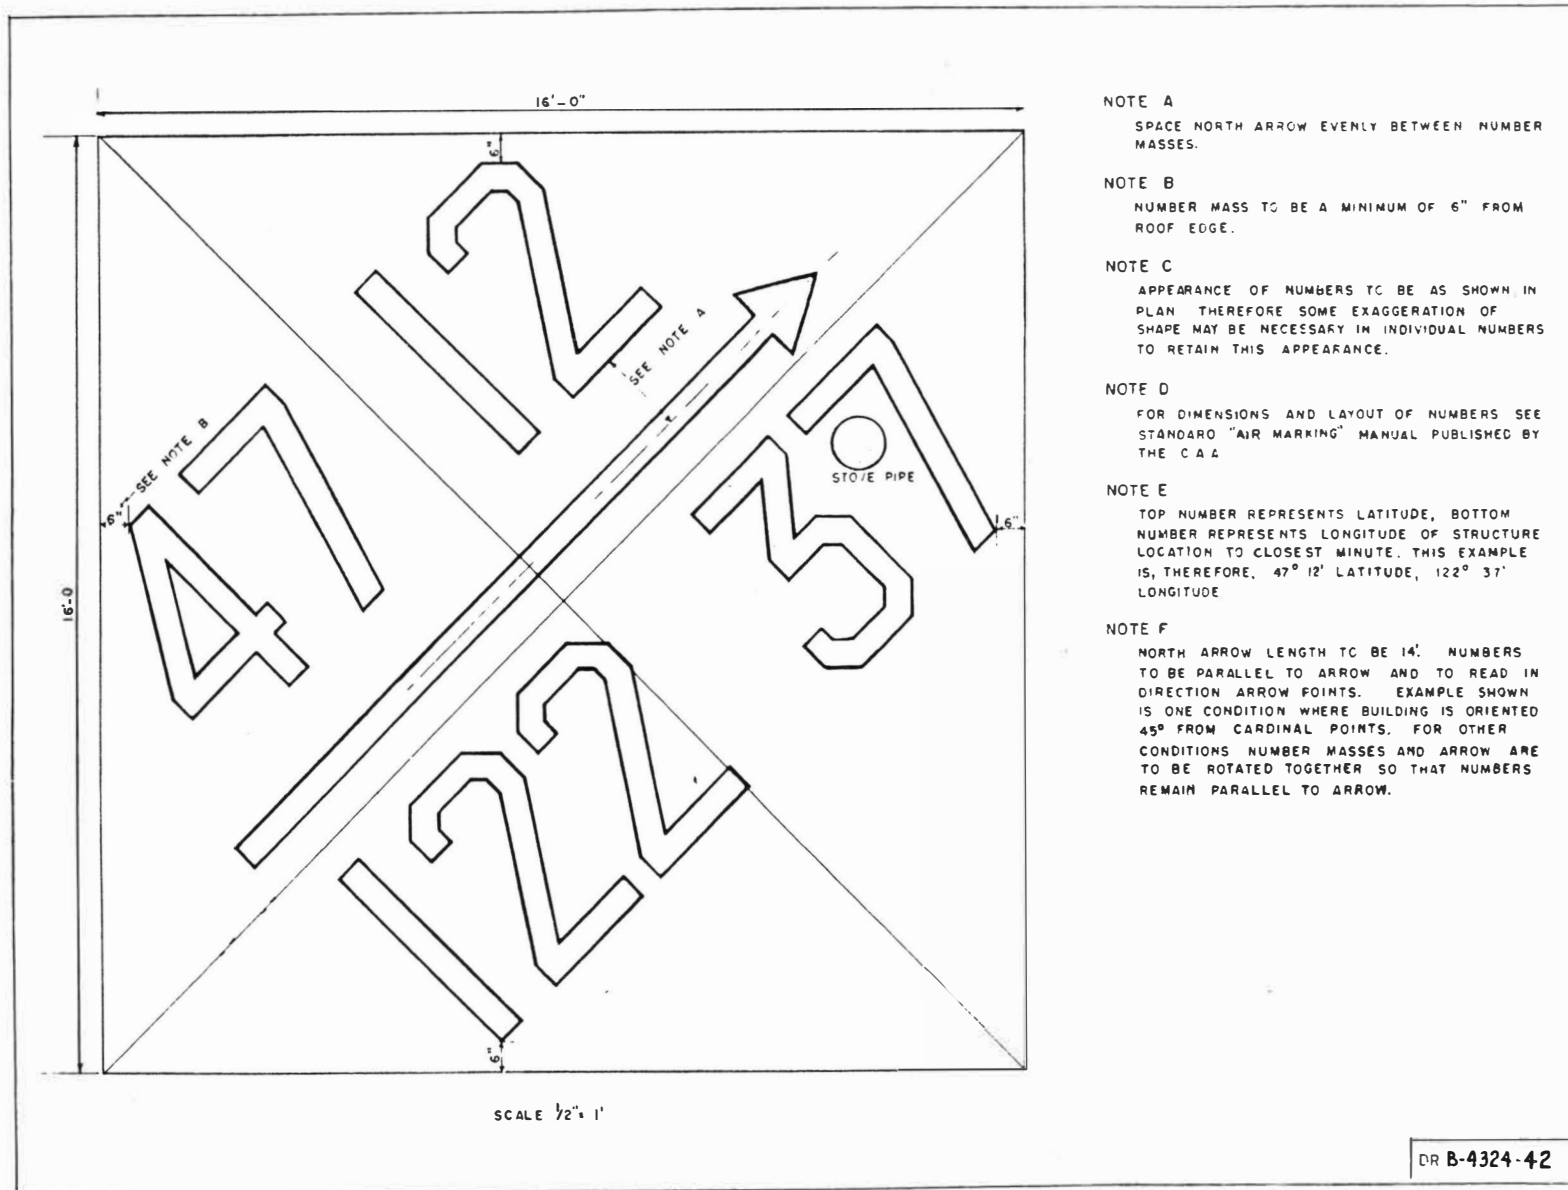 16'-0"
6"
12
SEE NOTE A
47
SEE NOTE B
6"
37
STOVE PIPE
6"
16'-0
122
6"
SCALE 1/2"= 1'
NOTE A
SPACE NORTH ARROW EVENLY BETWEEN NUMBER
MASSES.
NOTE B
NUMBER MASS TO BE A MINIMUM OF 6" FROM
ROOF EDGE.
NOTE C
APPEARANCE OF NUMBERS TO BE AS SHOWN IN
PLAN THEREFORE SOME EXAGGERATION OF
SHAPE MAY BE NECESSARY IN INDIVIDUAL NUMBERS
TO RETAIN THIS APPEARANCE.
NOTE D
FOR DIMENSIONS AND LAYOUT OF NUMBERS SEE
STANDARD "AIR MARKING" MANUAL PUBLISHED BY
THE C A A
NOTE E
TOP NUMBER REPRESENTS LATITUDE, BOTTOM
NUMBER REPRESENTS LONGITUDE OF STRUCTURE
LOCATION TO CLOSEST MINUTE. THIS EXAMPLE
IS, THEREFORE, 47° 12' LATITUDE, 122° 37'
LONGITUDE
NOTE F
NORTH ARROW LENGTH TO BE 14'. NUMBERS
TO BE PARALLEL TO ARROW AND TO READ IN
DIRECTION ARROW POINTS. EXAMPLE SHOWN
IS ONE CONDITION WHERE BUILDING IS ORIENTED
45° FROM CARDINAL POINTS. FOR OTHER
CONDITIONS NUMBER MASSES AND ARROW ARE
TO BE ROTATED TOGETHER SO THAT NUMBERS
REMAIN PARALLEL TO ARROW.
DR B-4324-42